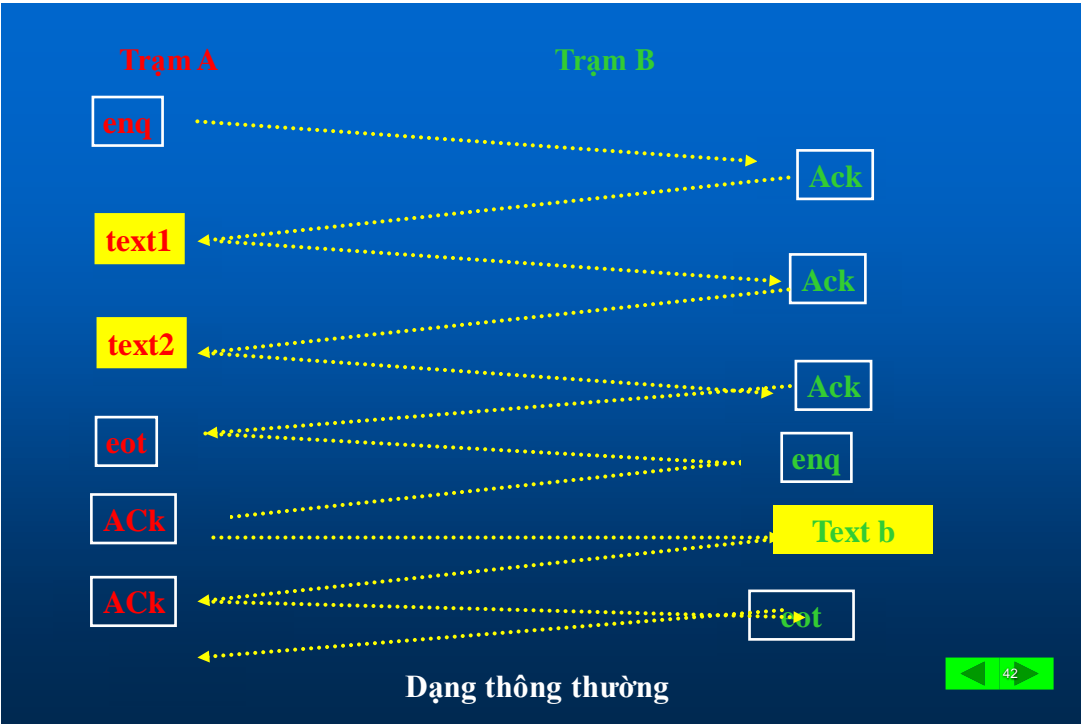 Trạm A
Trạm B
enq
Ack
text1
Ack
text2
Ack
eot
enq
ACk
Text b
ACk
eot
Dạng thông thường
42